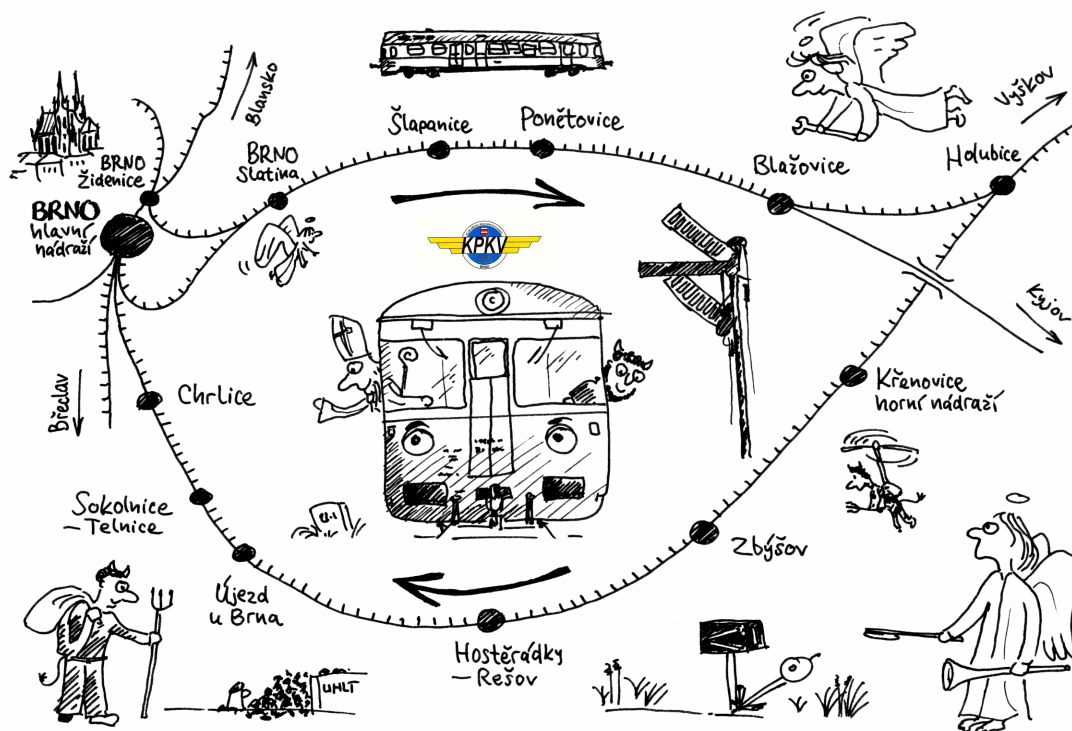 Blansko
Vyškov
Šlapanice
Ponětovice
BRNO
Židenice
BRNO
Slatina
Blažovice
Holubice
BRNO
hlavní
nádraží
KPKV
BRNO
C
Kyjov
Břeclav
Chrlice
Křenovice
horní nádraží
Sokolnice
– Telnice
Zbýšov
Újezd
u Brna
Hostěrádky
– Rešov
UHLÍ